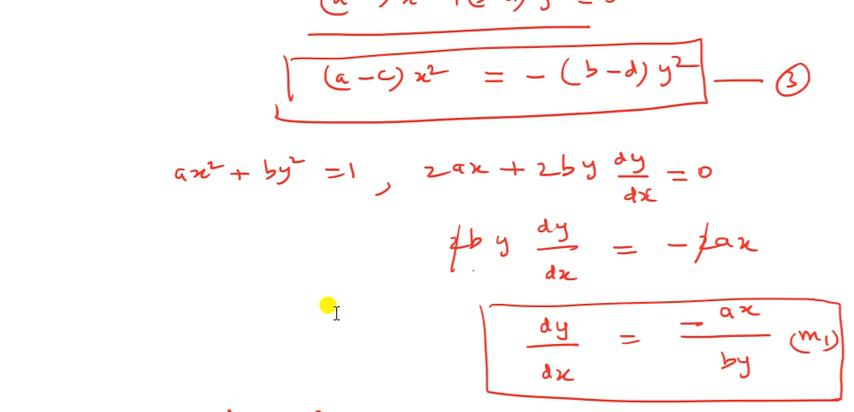 (a-c) x² = -(b-d) y² — ③
ax² + by² = 1, 2ax + 2by dy/dx = 0
2by dy/dx = -2ax
dy/dx = -ax/by (m₁)